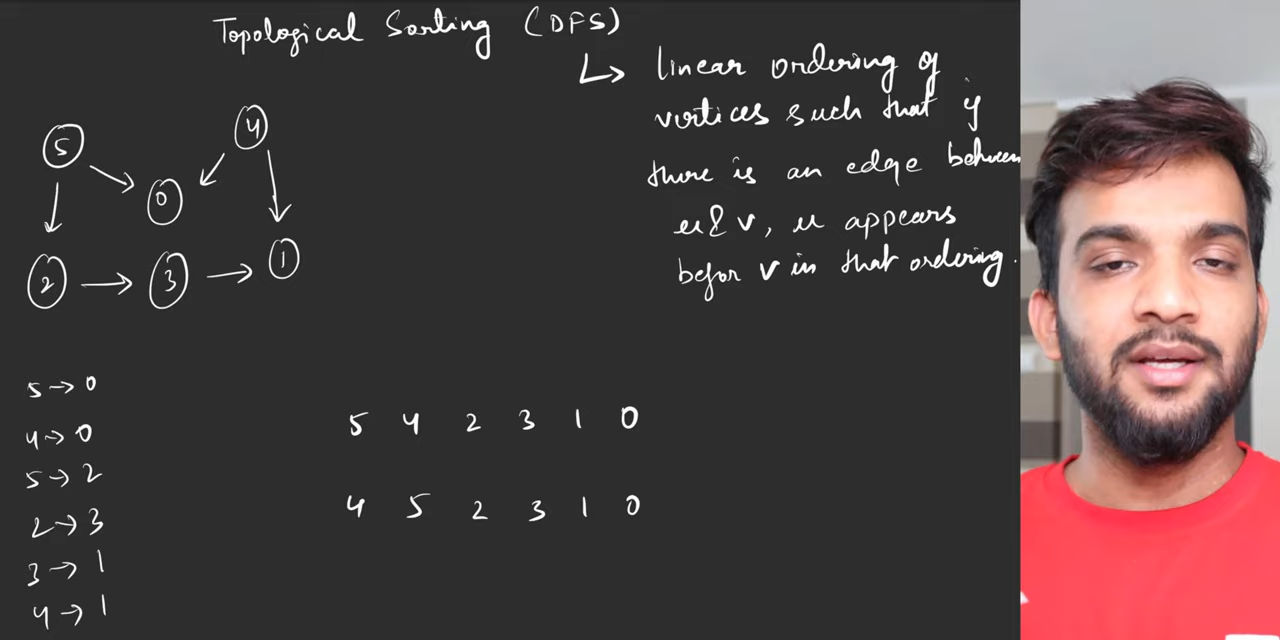 Topological Sorting (DFS)
↳ linear ordering of
vertices such that if
there is an edge between
u & v, u appears
befor v in that ordering.
5 4
0
2 → 3 → 1
5 → 0
4 → 0
5 → 2
2 → 3
3 → 1
4 → 1
5 4 2 3 1 0
4 5 2 3 1 0